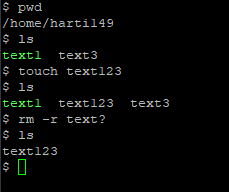 $ pwd
/home/harti149
$ ls
text1  text3
$ touch text123
$ ls
text1  text123  text3
$ rm -r text?
$ ls
text123
$